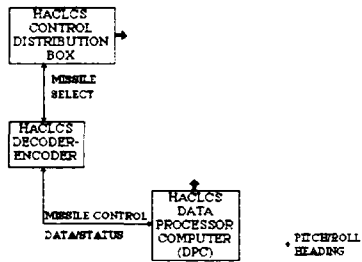 HACLCS
CONTROL
DISTRIBUTION
BOX
MISSILE
SELECT
HACLCS
DECODER-
ENCODER
MISSILE CONTROL
DATA/STATUS
HACLCS
DATA
PROCESSOR
COMPUTER
(DPC)
PITCH/ROLL
HEADING